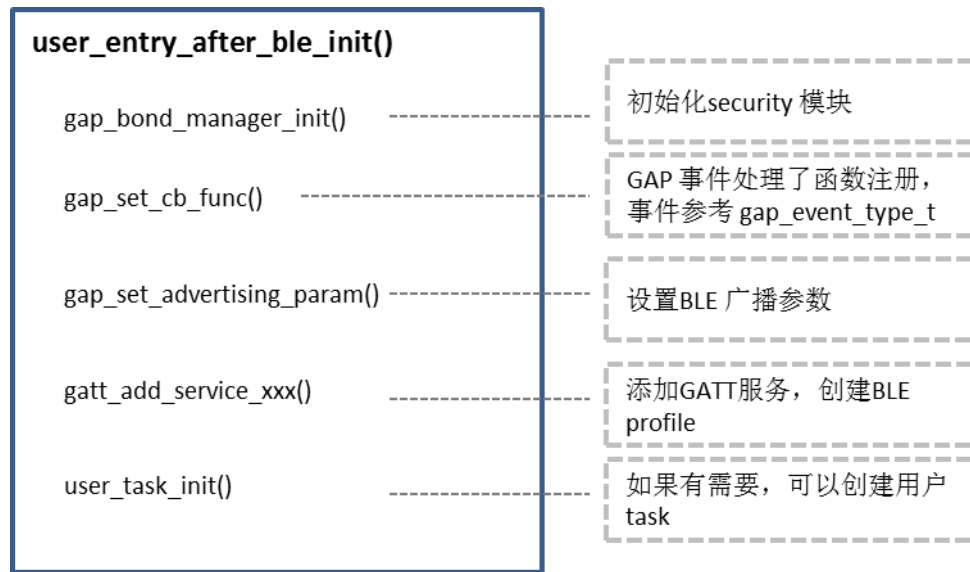 user_entry_after_ble_init()
gap_bond_manager_init()
初始化security 模块
gap_set_cb_func()
GAP 事件处理了函数注册，
事件参考 gap_event_type_t
gap_set_advertising_param()
设置BLE 广播参数
gatt_add_service_xxx()
添加GATT服务，创建BLE
profile
user_task_init()
如果有需要，可以创建用户
task